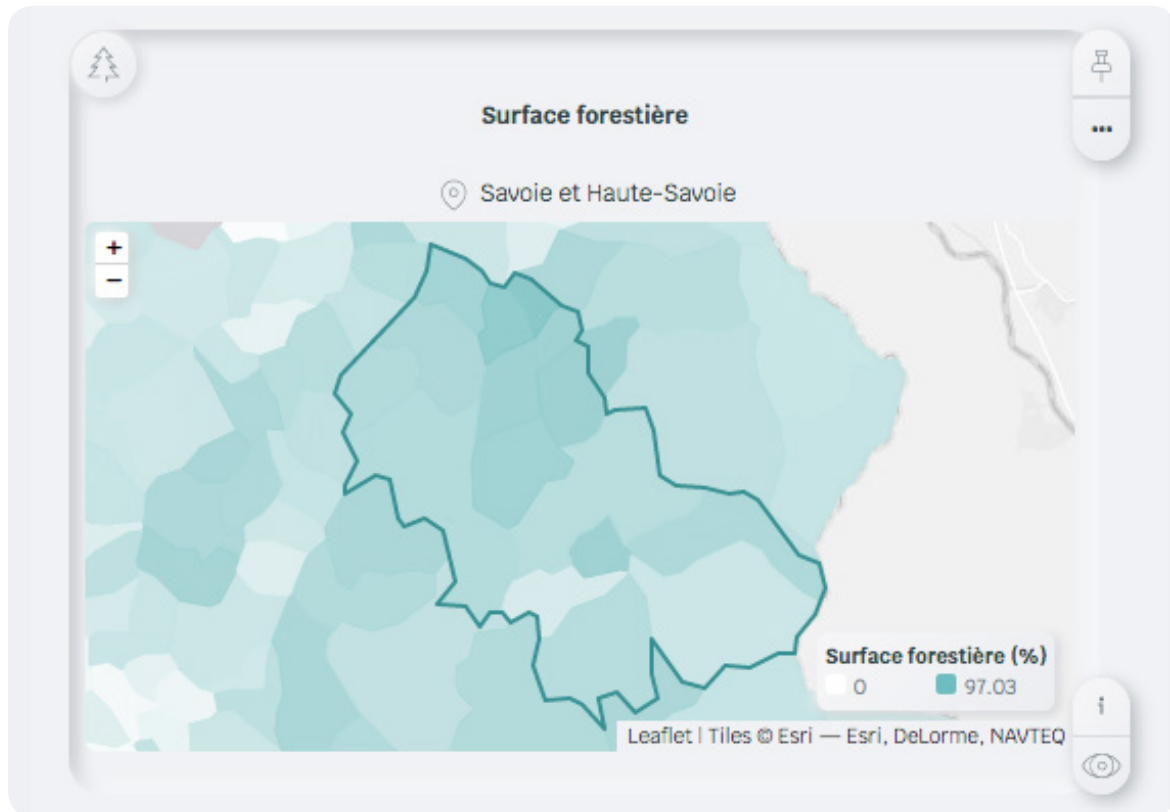 Surface forestière
Savoie et Haute-Savoie
+
−
Surface forestière (%)
0 97.03
Leaflet | Tiles © Esri — Esri, DeLorme, NAVTEQ
i